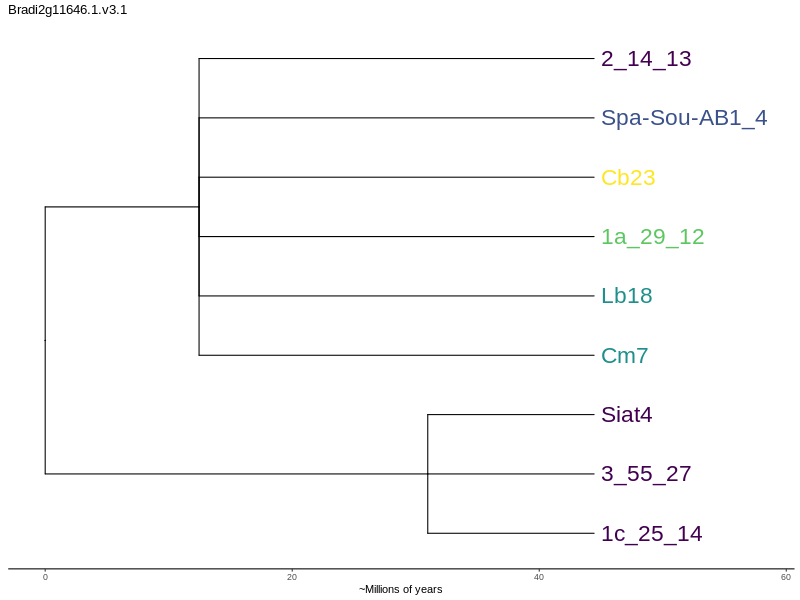 Bradi2g11646.1.v3.1
2_14_13
Spa-Sou-AB1_4
Cb23
1a_29_12
Lb18
Cm7
Siat4
3_55_27
1c_25_14
0 20 40 60
~Millions of years